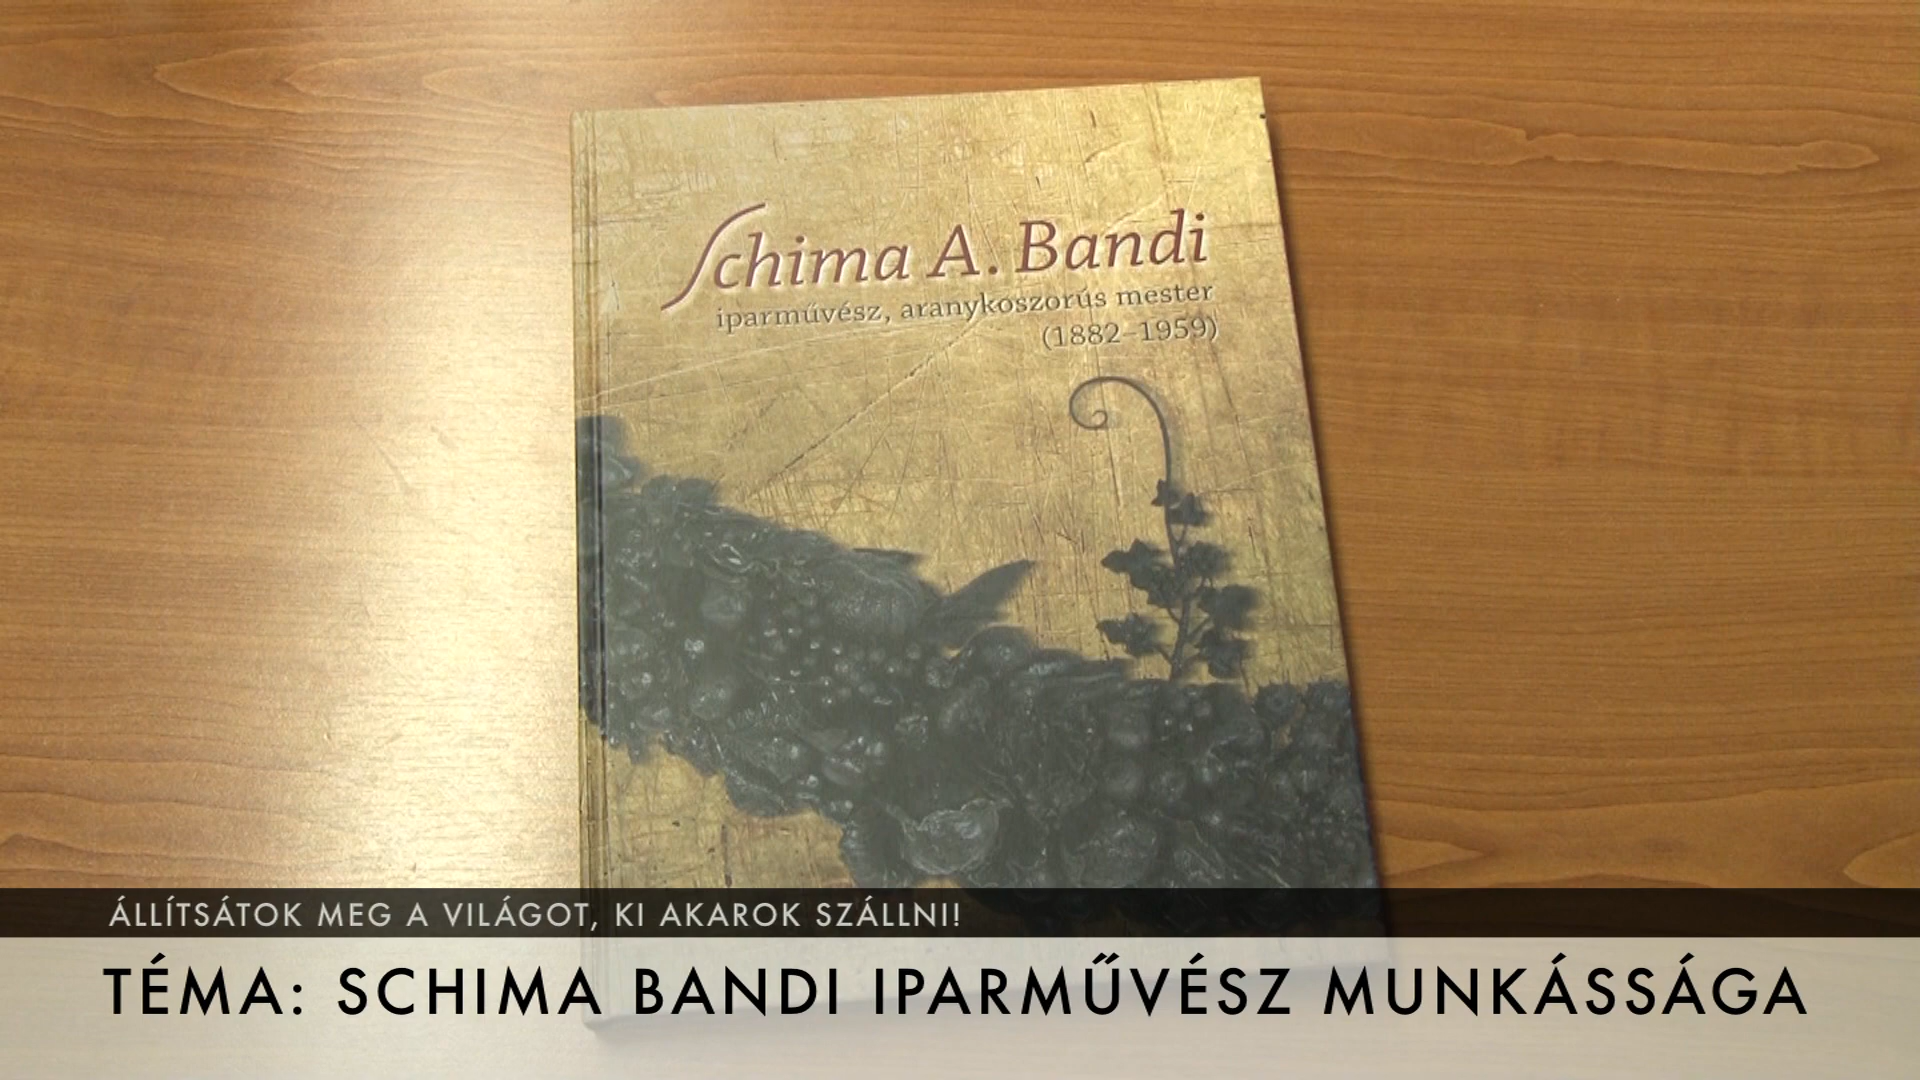 Schima A. Bandi
iparművész, aranykoszorús mester
(1882–1959)
ÁLLÍTSÁTOK MEG A VILÁGOT, KI AKAROK SZÁLLNI!
TÉMA: SCHIMA BANDI IPARMŰVÉSZ MUNKÁSSÁGA